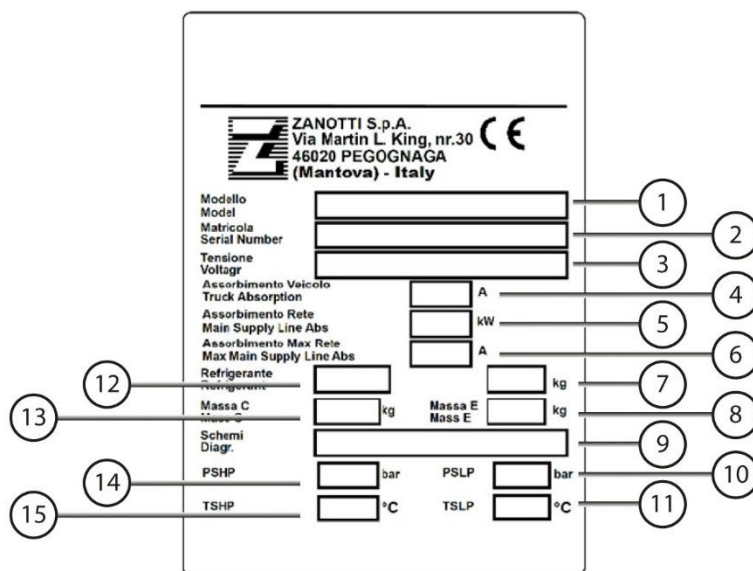 ZANOTTI S.p.A.
Via Martin L. King, nr.30 CE
46020 PEGOGNAGA
(Mantova) - Italy
Modello
Model
1
Matricola
Serial Number
2
Tensione
Voltagr
3
Assorbimento Veicolo
Truck Absorption
A
4
Assorbimento Rete
Main Supply Line Abs
kW
5
Assorbimento Max Rete
Max Main Supply Line Abs
A
6
12
Refrigerante
Refrigerant
kg
7
13
Massa C
Mass C
kg
Massa E
Mass E
kg
8
Schemi
Diagr.
9
14
PSHP
bar
PSLP
bar
10
15
TSHP
°C
TSLP
°C
11